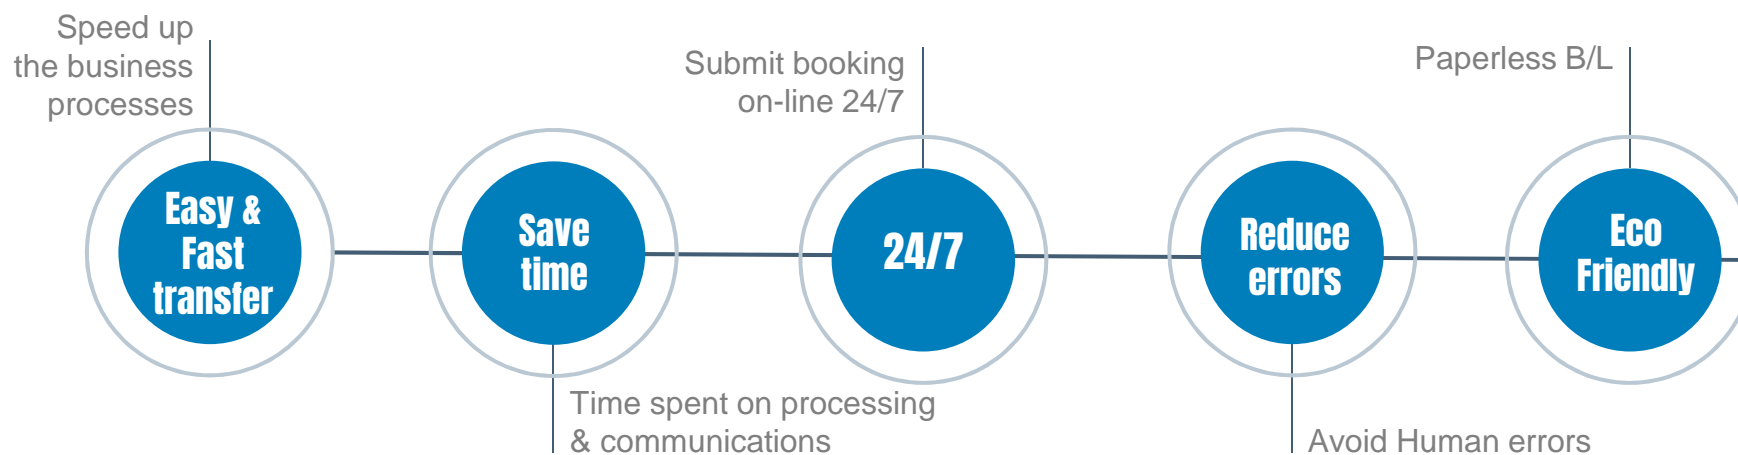 Speed up
the business
processes
Easy &
Fast
transfer
Save
time
Time spent on processing
& communications
Submit booking
on-line 24/7
24/7
Reduce
errors
Avoid Human errors
Paperless B/L
Eco
Friendly